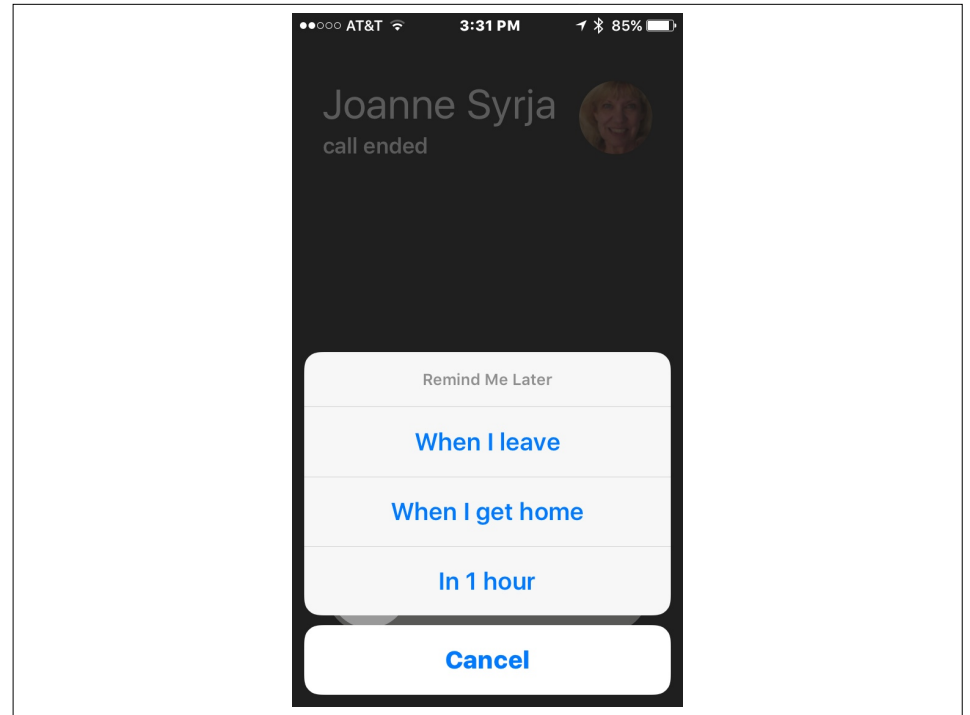 AT&T 3:31 PM 85%
Joanne Syrja
call ended
Remind Me Later
When I leave
When I get home
In 1 hour
Cancel